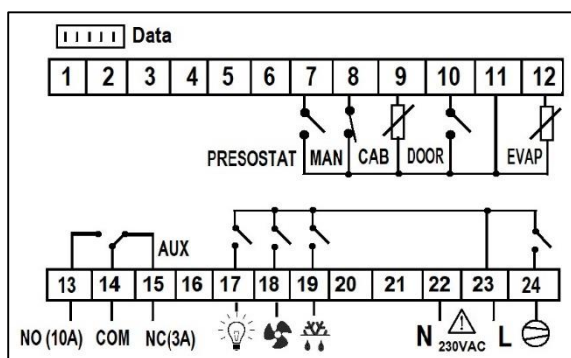 Data
1 2 3 4 5 6 7 8 9 10 11 12
PRESOSTAT MAN CAB DOOR EVAP
AUX
13 14 15 16 17 18 19 20 21 22 23 24
NO (10A) COM NC(3A) N 230VAC L